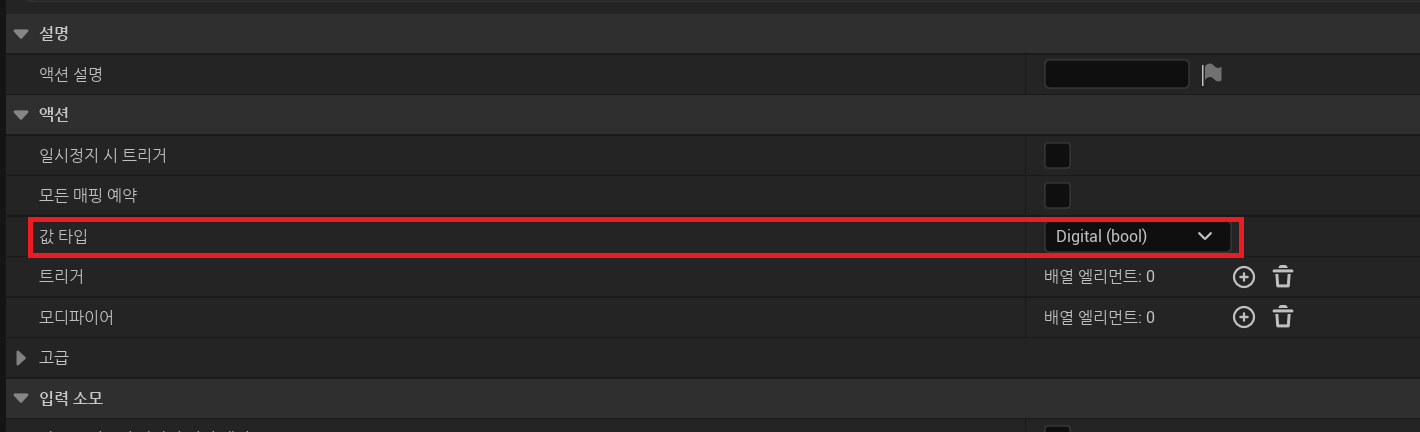 설명
액션 설명
액션
일시정지 시 트리거
모든 매핑 예약
값 타입 Digital (bool)
트리거 배열 엘리먼트: 0
모디파이어 배열 엘리먼트: 0
고급
입력 소모